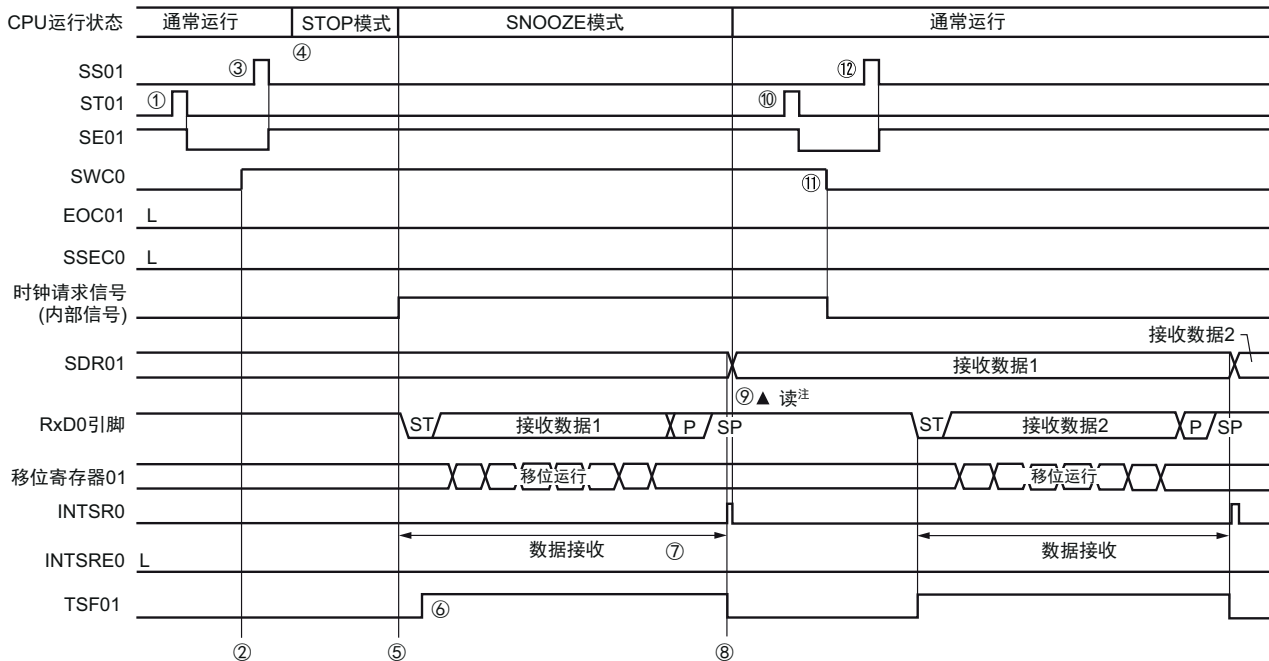 CPU运行状态 通常运行 STOP模式 SNOOZE模式 通常运行
④
SS01 ③ ⑫
ST01 ① ⑩
SE01
SWC0 ⑪
EOC01 L
SSEC0 L
时钟请求信号
(内部信号)
接收数据2
SDR01 接收数据1
⑨▲ 读注
RxD0引脚 ST 接收数据1 P SP ST 接收数据2 P SP
移位寄存器01 移位运行 移位运行
INTSR0
数据接收 ⑦ 数据接收
INTSRE0 L
TSF01 ⑥
② ⑤ ⑧